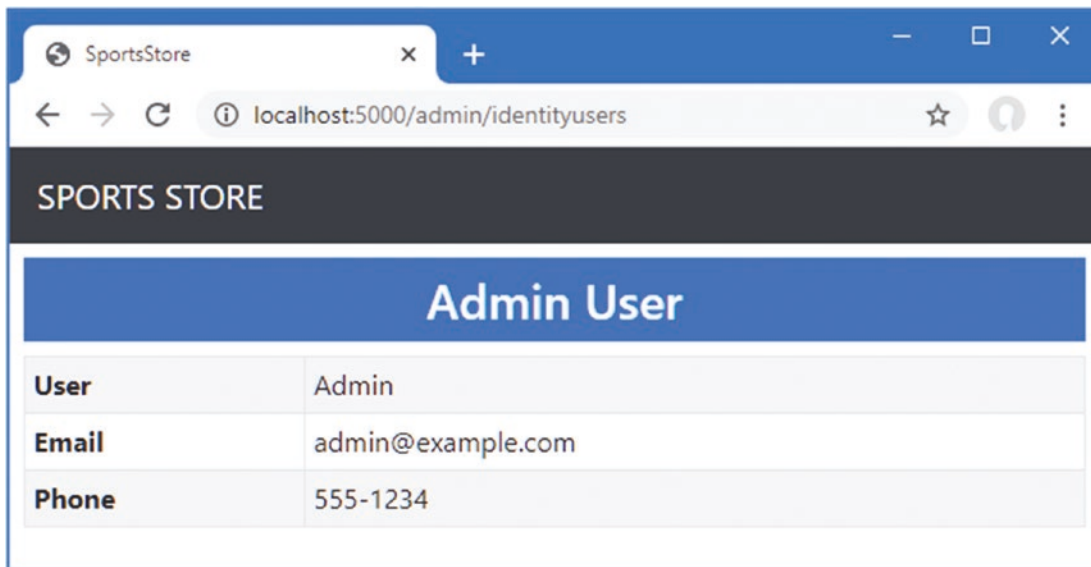 SportsStore
localhost:5000/admin/identityusers
SPORTS STORE
Admin User
User Admin
Email admin@example.com
Phone 555-1234